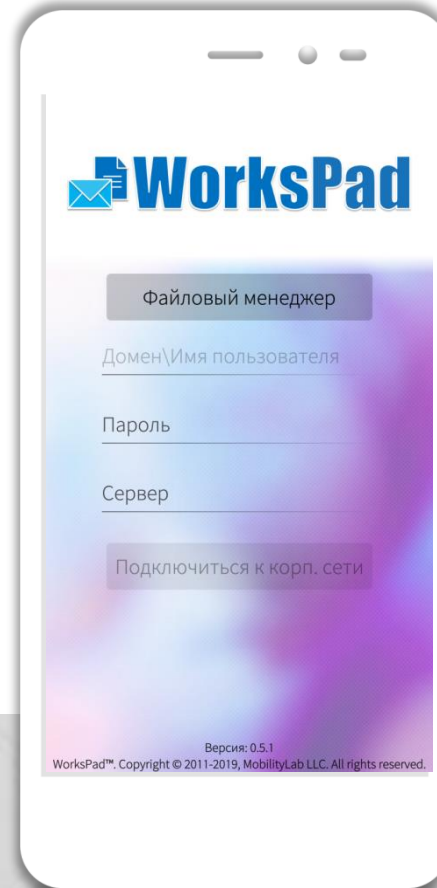 WorksPad
Файловый менеджер
Домен\Имя пользователя
Пароль
Сервер
Подключиться к корп. сети
Версия: 0.5.1
WorksPad™. Copyright © 2011-2019, MobilityLab LLC. All rights reserved.